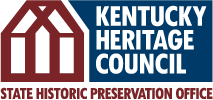 KENTUCKY
HERITAGE
COUNCIL
STATE HISTORIC PRESERVATION OFFICE